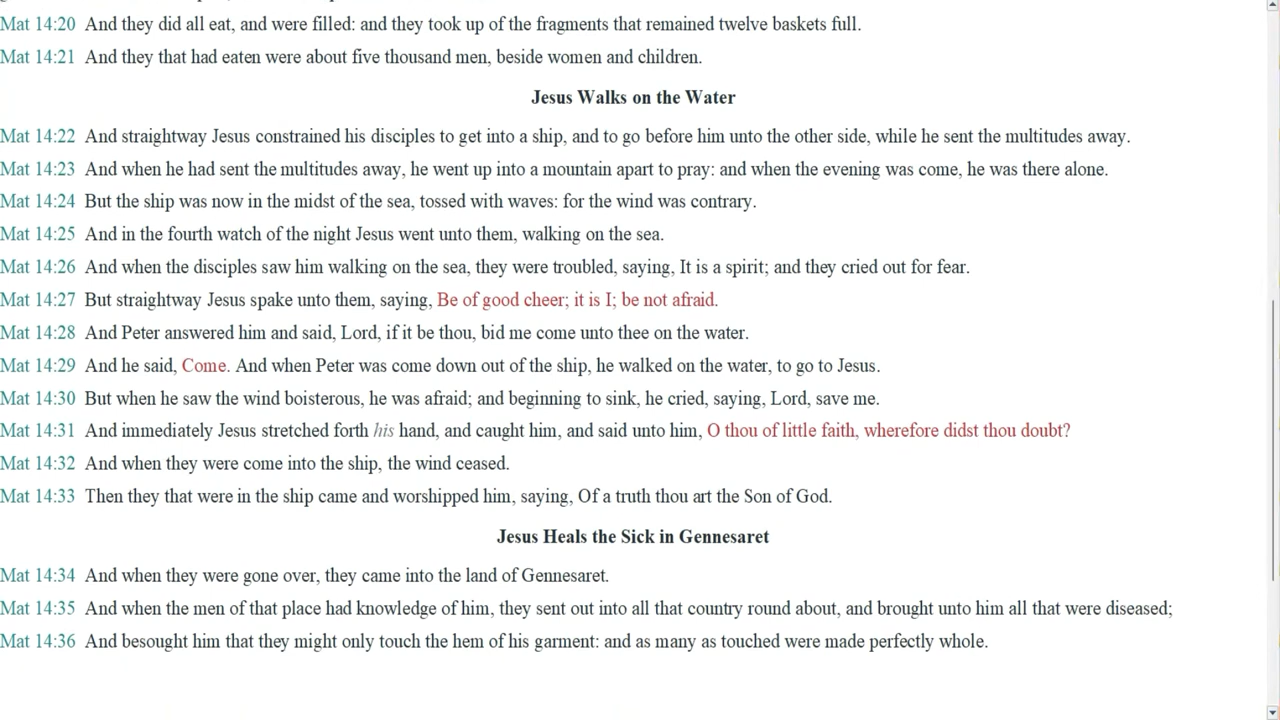 Mat 14:20 And they did all eat, and were filled: and they took up of the fragments that remained twelve baskets full.
Mat 14:21 And they that had eaten were about five thousand men, beside women and children.
Jesus Walks on the Water
Mat 14:22 And straightway Jesus constrained his disciples to get into a ship, and to go before him unto the other side, while he sent the multitudes away.
Mat 14:23 And when he had sent the multitudes away, he went up into a mountain apart to pray: and when the evening was come, he was there alone.
Mat 14:24 But the ship was now in the midst of the sea, tossed with waves: for the wind was contrary.
Mat 14:25 And in the fourth watch of the night Jesus went unto them, walking on the sea.
Mat 14:26 And when the disciples saw him walking on the sea, they were troubled, saying, It is a spirit; and they cried out for fear.
Mat 14:27 But straightway Jesus spake unto them, saying, Be of good cheer; it is I; be not afraid.
Mat 14:28 And Peter answered him and said, Lord, if it be thou, bid me come unto thee on the water.
Mat 14:29 And he said, Come. And when Peter was come down out of the ship, he walked on the water, to go to Jesus.
Mat 14:30 But when he saw the wind boisterous, he was afraid; and beginning to sink, he cried, saying, Lord, save me.
Mat 14:31 And immediately Jesus stretched forth his hand, and caught him, and said unto him, O thou of little faith, wherefore didst thou doubt?
Mat 14:32 And when they were come into the ship, the wind ceased.
Mat 14:33 Then they that were in the ship came and worshipped him, saying, Of a truth thou art the Son of God.
Jesus Heals the Sick in Gennesaret
Mat 14:34 And when they were gone over, they came into the land of Gennesaret.
Mat 14:35 And when the men of that place had knowledge of him, they sent out into all that country round about, and brought unto him all that were diseased;
Mat 14:36 And besought him that they might only touch the hem of his garment: and as many as touched were made perfectly whole.